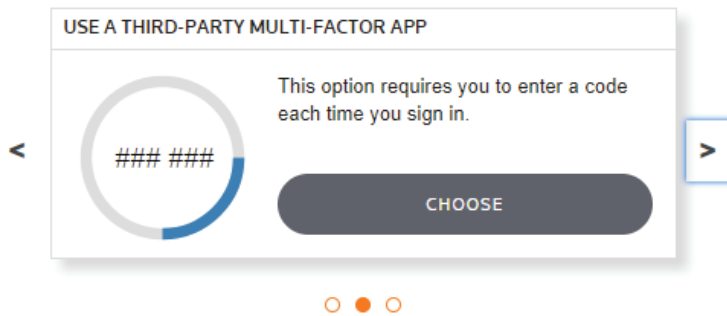 USE A THIRD-PARTY MULTI-FACTOR APP
This option requires you to enter a code
each time you sign in.
### ###
CHOOSE
<
>